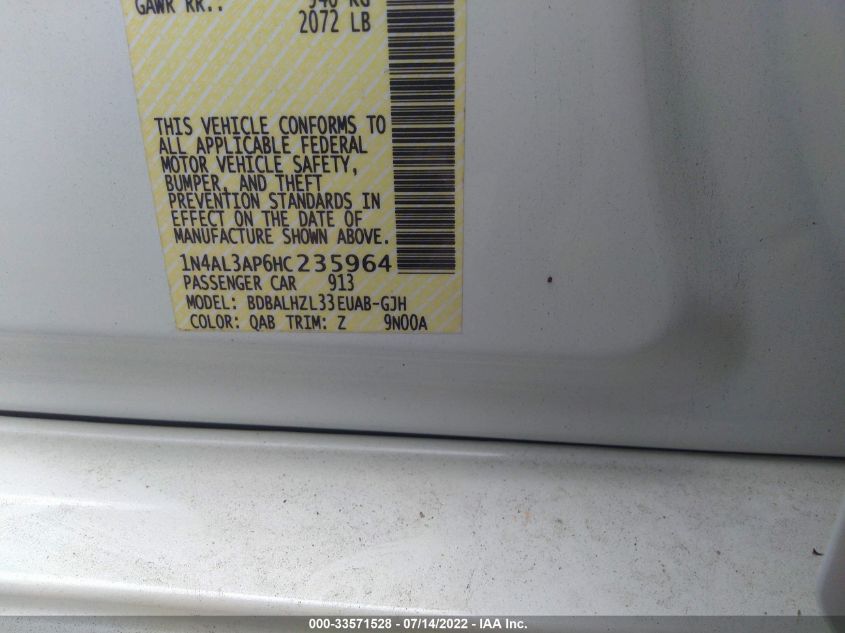 GAWR RR.: 940 KG
2072 LB
THIS VEHICLE CONFORMS TO
ALL APPLICABLE FEDERAL
MOTOR VEHICLE SAFETY,
BUMPER, AND THEFT
PREVENTION STANDARDS IN
EFFECT ON THE DATE OF
MANUFACTURE SHOWN ABOVE.
1N4AL3AP6HC235964
PASSENGER CAR 913
MODEL: BDBALHZL33EUAB-GJH
COLOR: QAB TRIM: Z 9N00A
000-33571528 - 07/14/2022 - IAA Inc.